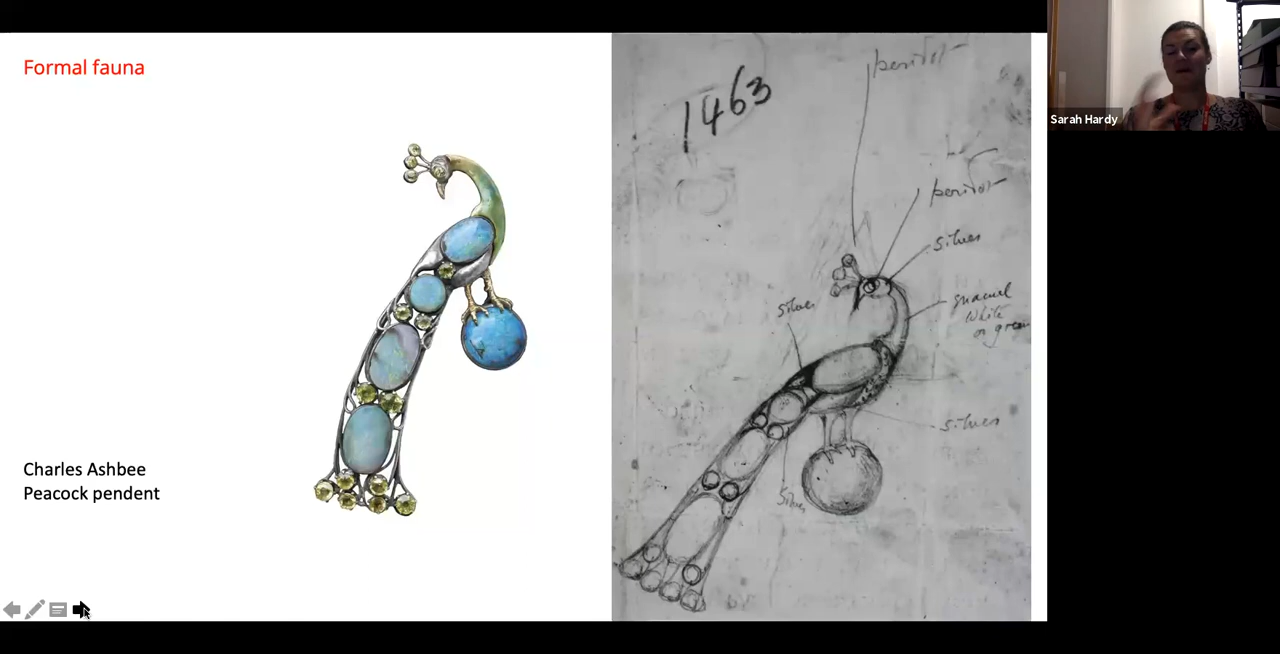 Formal fauna
Charles Ashbee
Peacock pendent
1463
peridot
peridot
silver
enamel
white
or green
silver
silver
silver
Sarah Hardy